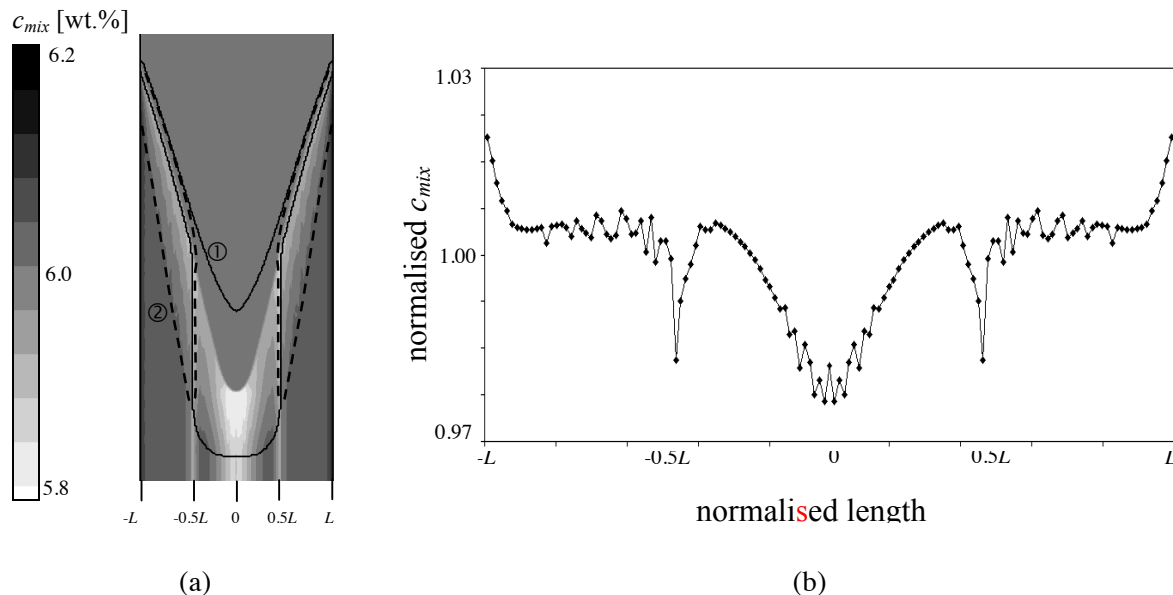 c_mix [wt.%]
6.2
6.0
5.8
①
②
-L -0.5L 0 0.5L L
(a)
normalised c_mix
1.03
1.00
0.97
-L -0.5L 0 0.5L L
normalised length
(b)